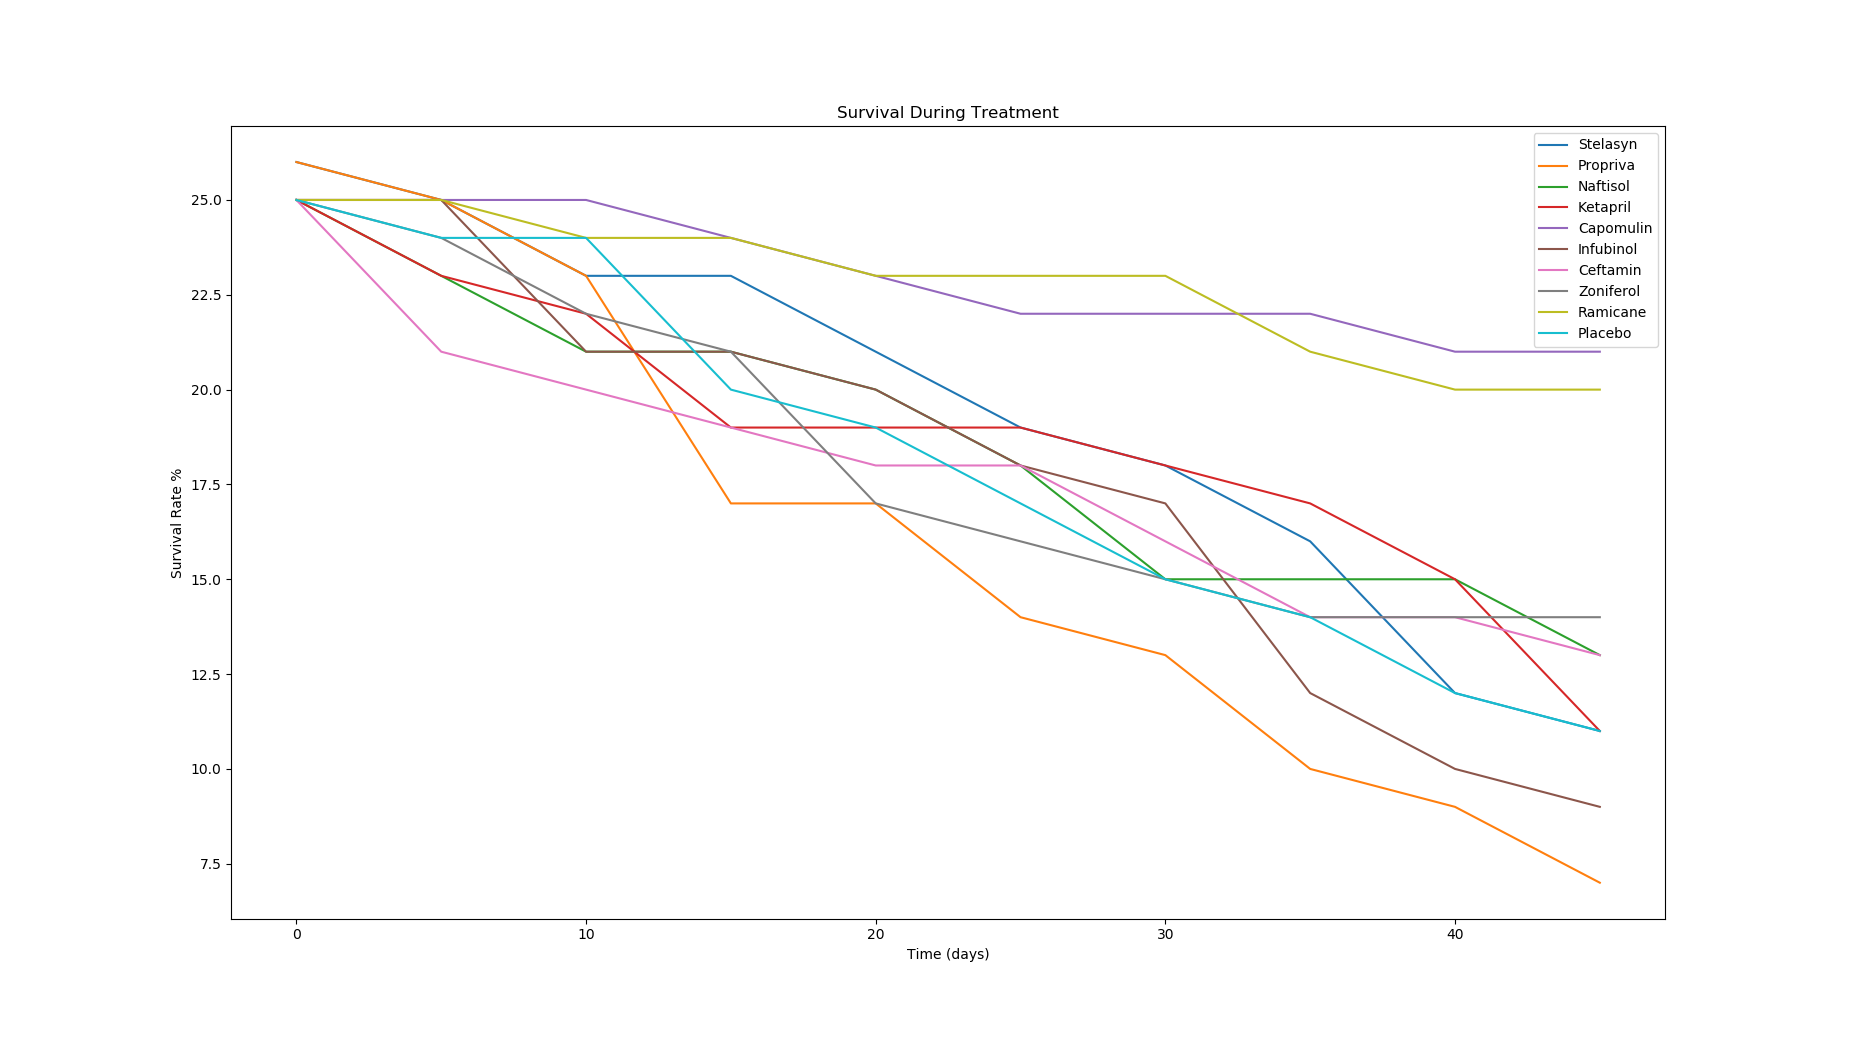 Survival During Treatment
Survival Rate %
25.0
22.5
20.0
17.5
15.0
12.5
10.0
7.5
Stelasyn
Propriva
Naftisol
Ketapril
Capomulin
Infubinol
Ceftamin
Zoniferol
Ramicane
Placebo
0 10 20 30 40
Time (days)